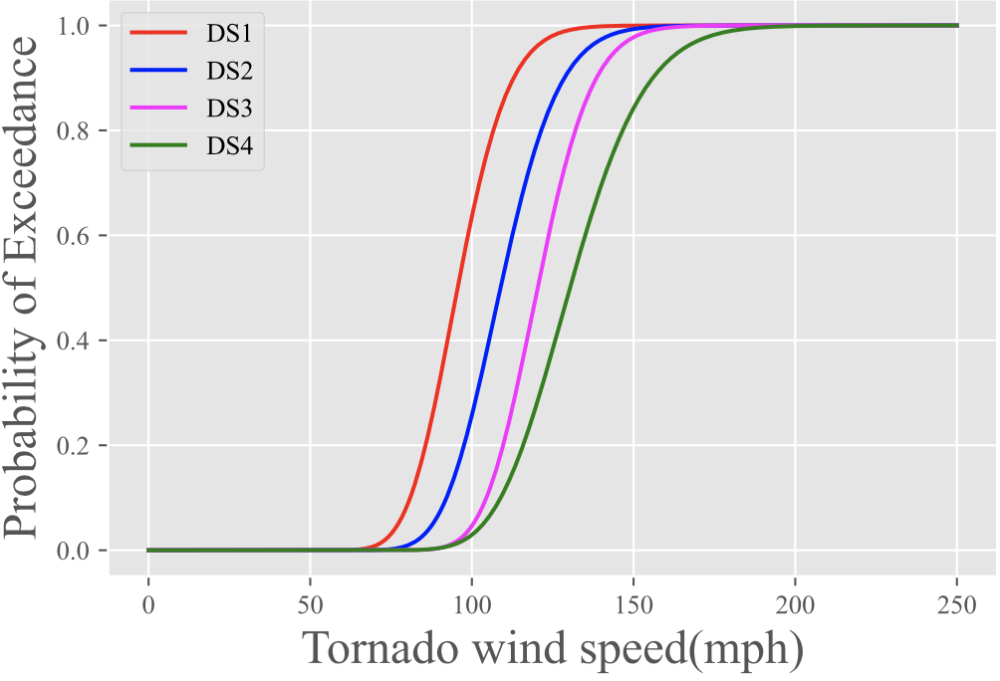 Probability of Exceedance
1.0
0.8
0.6
0.4
0.2
0.0
DS1
DS2
DS3
DS4
0 50 100 150 200 250
Tornado wind speed(mph)